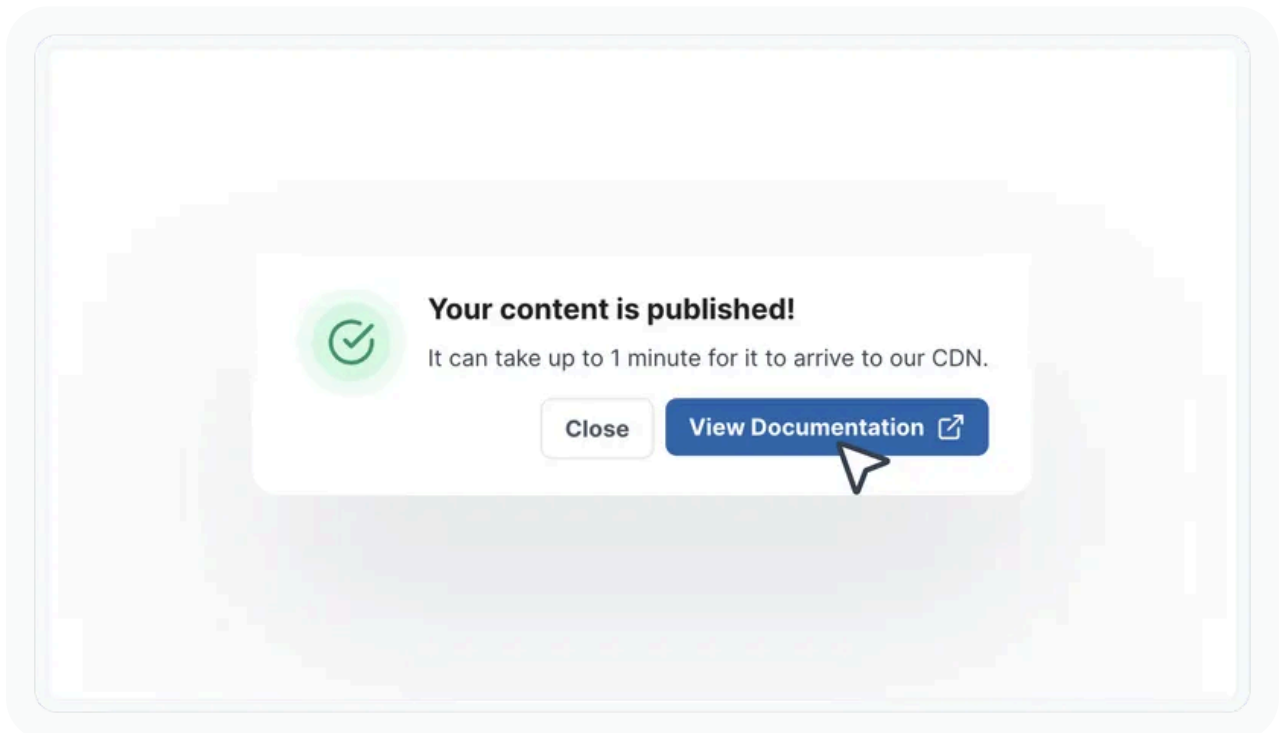 Your content is published!
It can take up to 1 minute for it to arrive to our CDN.
Close
View Documentation